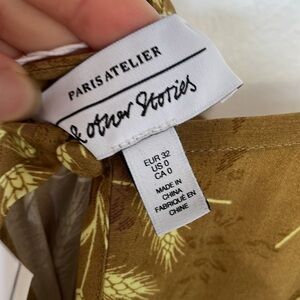 PARIS ATELIER
& other Stories
EUR 32
US 0
CA 0
MADE IN
CHINA
FABRIQUÉ EN
CHINE